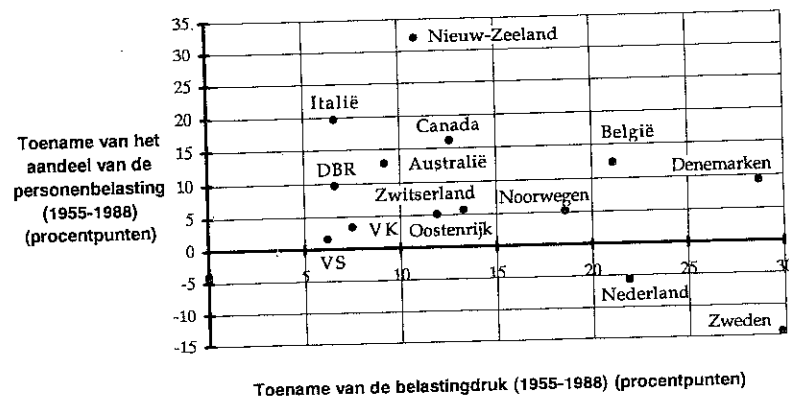 35
Nieuw-Zeeland
30
25
Italië
20
Canada
België
Toename van het
aandeel van de
personenbelasting
(1955-1988)
(procentpunten)
15
DBR
Australië
Denemarken
10
Zwitserland
Noorwegen
5
VK
Oostenrijk
0
VS
5
10
15
20
25
30
-5
Nederland
-10
Zweden
-15
Toename van de belastingdruk (1955-1988) (procentpunten)